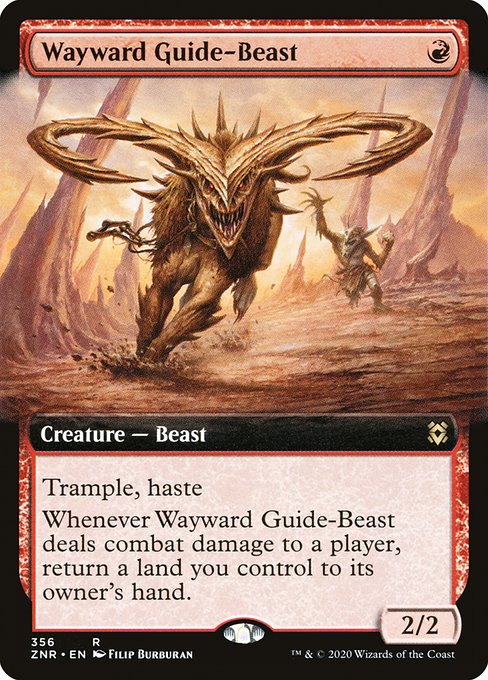 Wayward Guide-Beast
Creature — Beast
Trample, haste
Whenever Wayward Guide-Beast
deals combat damage to a player,
return a land you control to its
owner's hand.
2/2
356 R
ZNR • EN Filip Burburan
™ & © 2020 Wizards of the Coast